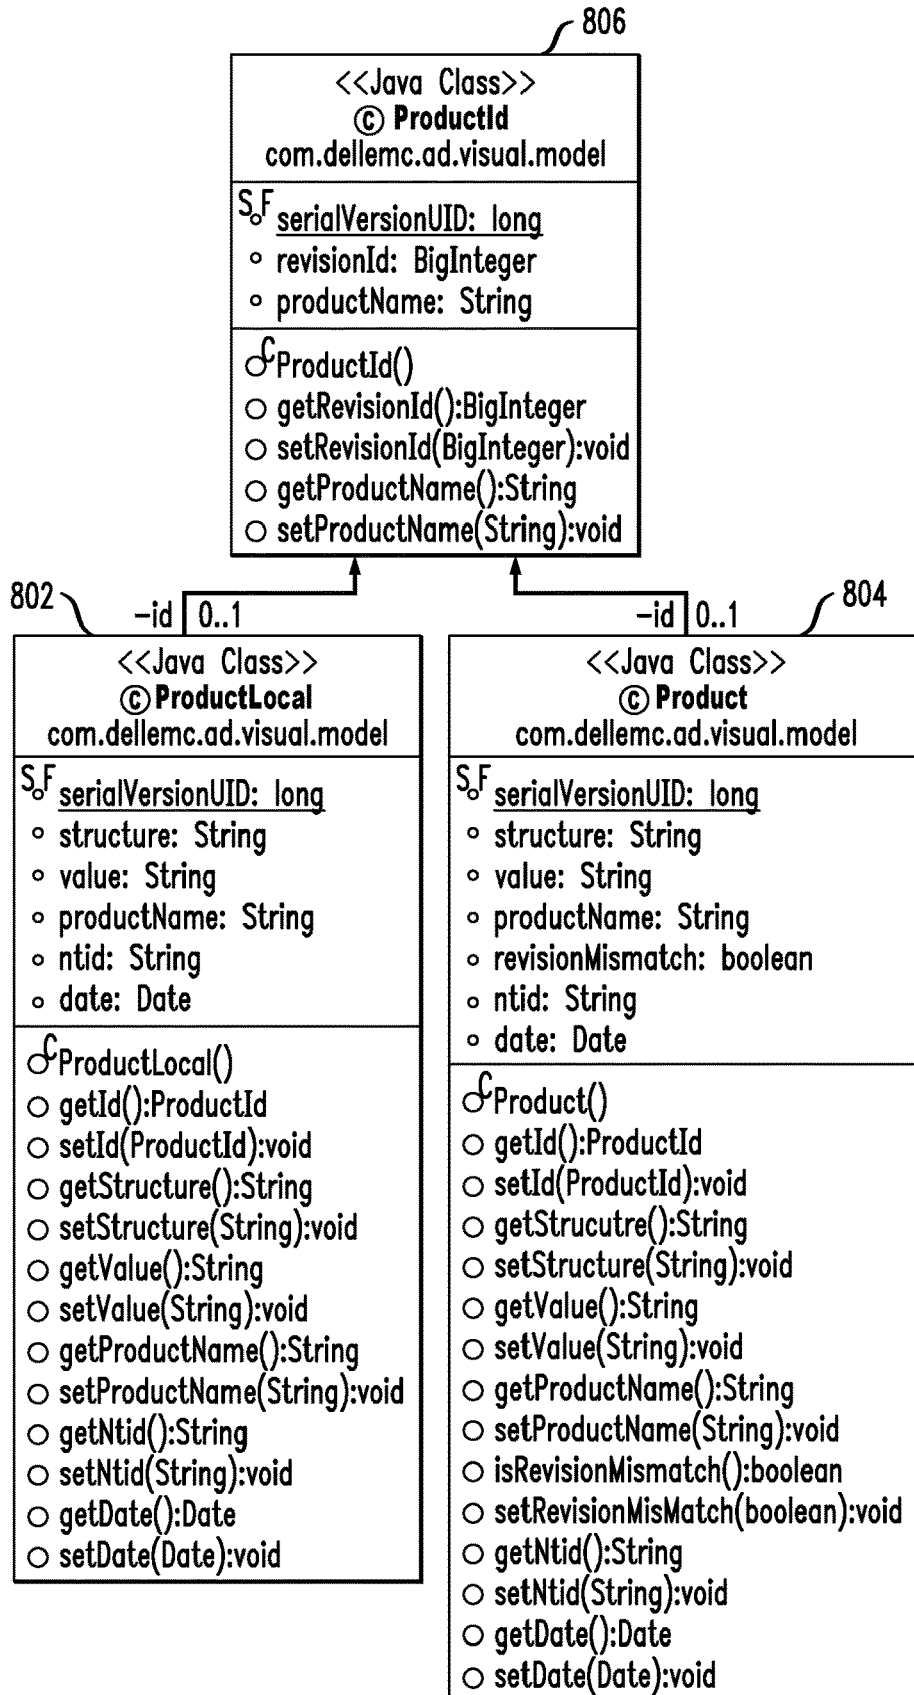 806
<<Java Class>>
© ProductId
com.dellemc.ad.visual.model
S F serialVersionUID: long
revisionId: BigInteger
productName: String
C ProductId()
getRevisionId():BigInteger
setRevisionId(BigInteger):void
getProductName():String
setProductName(String):void
802
-id 0..1
<<Java Class>>
© ProductLocal
com.dellemc.ad.visual.model
S F serialVersionUID: long
structure: String
value: String
productName: String
ntid: String
date: Date
C ProductLocal()
getId():ProductId
setId(ProductId):void
getStructure():String
setStructure(String):void
getValue():String
setValue(String):void
getProductName():String
setProductName(String):void
getNtid():String
setNtid(String):void
getDate():Date
setDate(Date):void
804
-id 0..1
<<Java Class>>
© Product
com.dellemc.ad.visual.model
S F serialVersionUID: long
structure: String
value: String
productName: String
revisionMismatch: boolean
ntid: String
date: Date
C Product()
getId():ProductId
setId(ProductId):void
getStrucutre():String
setStructure(String):void
getValue():String
setValue(String):void
getProductName():String
setProductName(String):void
isRevisionMismatch():boolean
setRevisionMisMatch(boolean):void
getNtid():String
setNtid(String):void
getDate():Date
setDate(Date):void